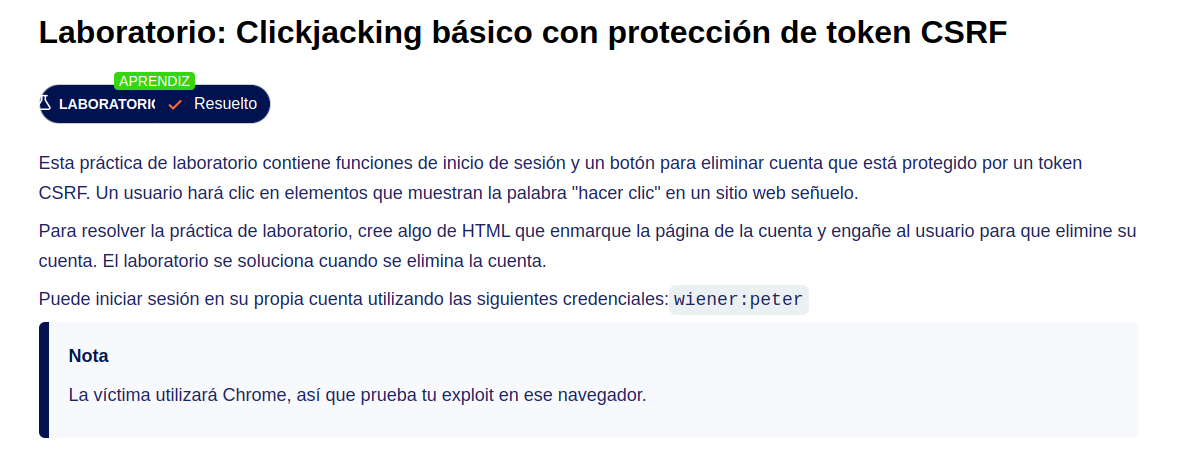 Laboratorio: Clickjacking básico con protección de token CSRF
APRENDIZ
LABORATORIO Resuelto
Esta práctica de laboratorio contiene funciones de inicio de sesión y un botón para eliminar cuenta que está protegido por un token
CSRF. Un usuario hará clic en elementos que muestran la palabra "hacer clic" en un sitio web señuelo.
Para resolver la práctica de laboratorio, cree algo de HTML que enmarque la página de la cuenta y engañe al usuario para que elimine su
cuenta. El laboratorio se soluciona cuando se elimina la cuenta.
Puede iniciar sesión en su propia cuenta utilizando las siguientes credenciales: wiener:peter
Nota
La víctima utilizará Chrome, así que prueba tu exploit en ese navegador.